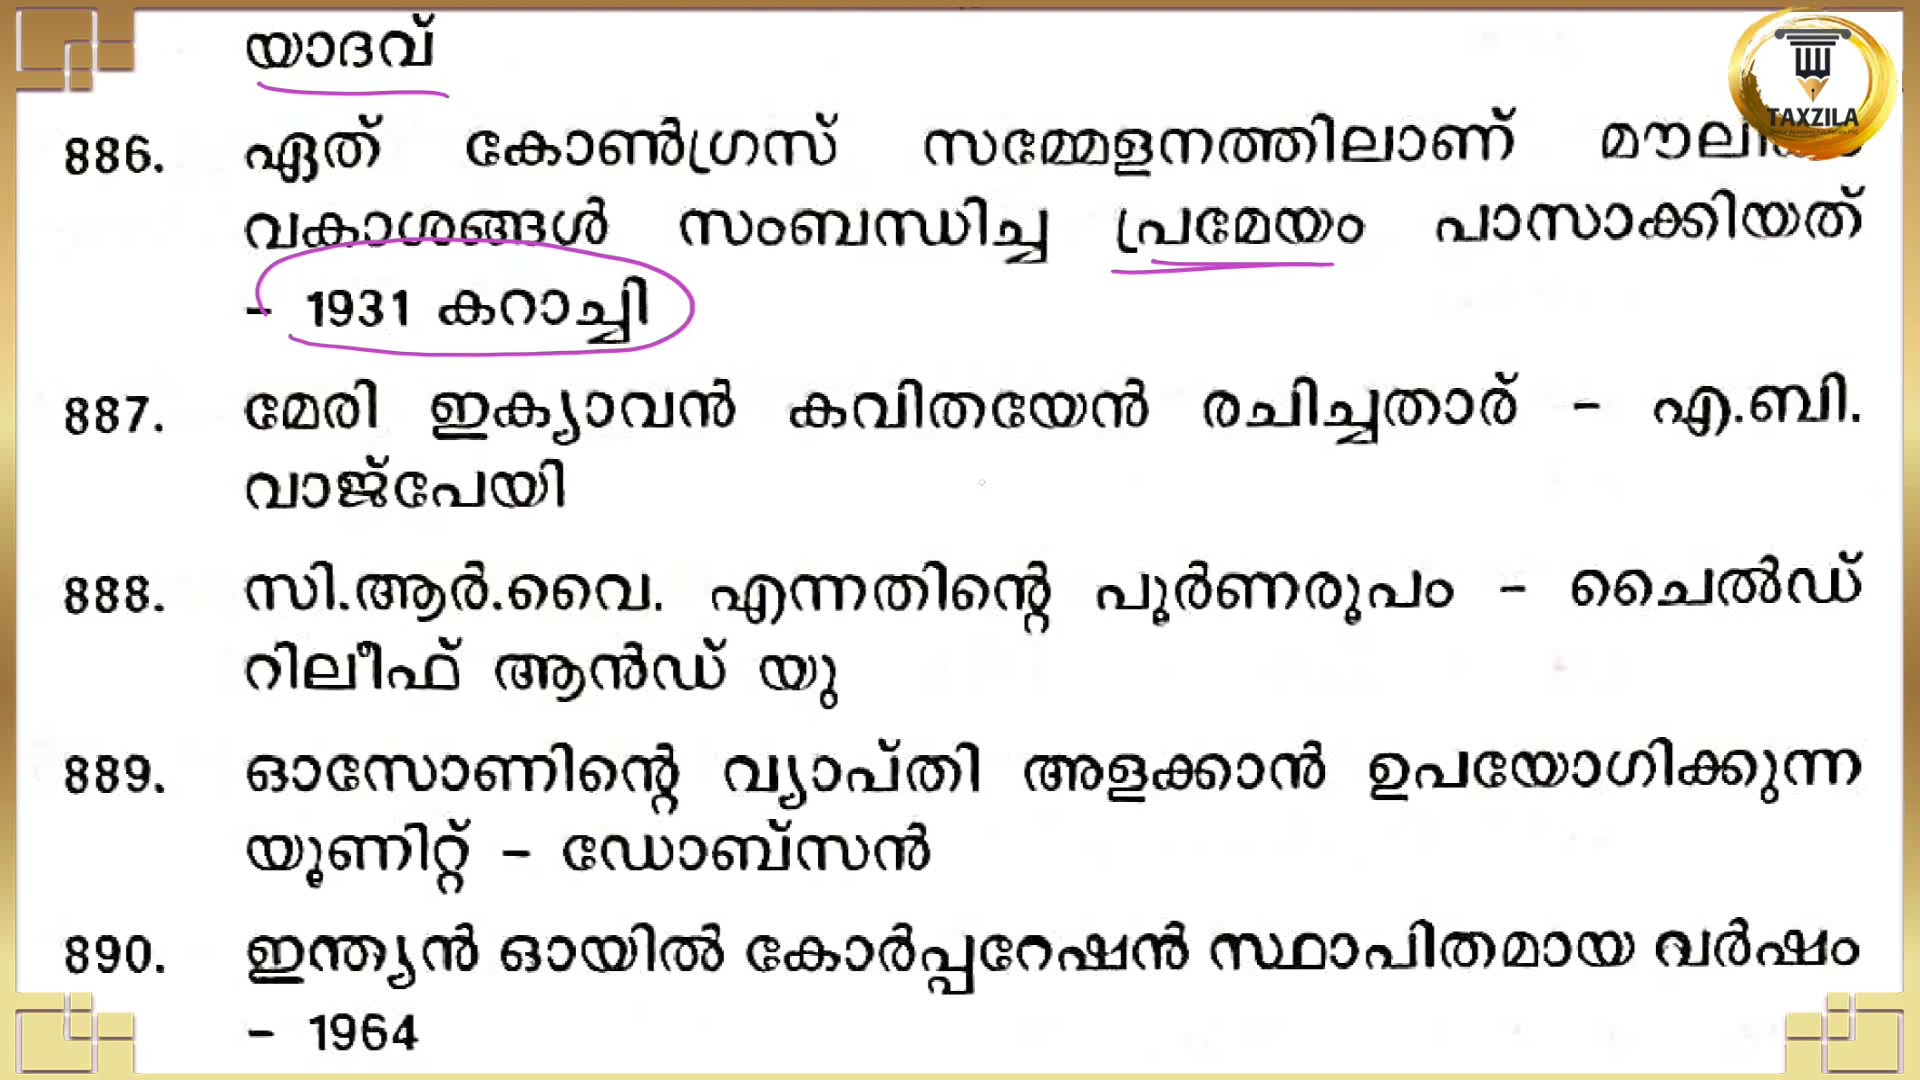 യാദവ്
TAXZILA
886. ഏത് കോൺഗ്രസ് സമ്മേളനത്തിലാണ്
വകാശങ്ങൾ സംബന്ധിച്ച പ്രമേയം പാസാക്കിയത്
– 1931 കറാച്ചി
887. മേരി ഇക്യാവൻ കവിതയേൻ രചിച്ചതാര് – എ.ബി.
വാജ്പേയി
888. സി.ആർ.വൈ. എന്നതിന്റെ പൂർണരൂപം – ചൈൽഡ്
റിലീഫ് ആൻഡ് യു
889. ഓസോണിന്റെ വ്യാപ്തി അളക്കാൻ ഉപയോഗിക്കുന്ന
യൂണിറ്റ് – ഡോബ്സൻ
890. ഇന്ത്യൻ ഓയിൽ കോർപ്പറേഷൻ സ്ഥാപിതമായ വർഷം
– 1964